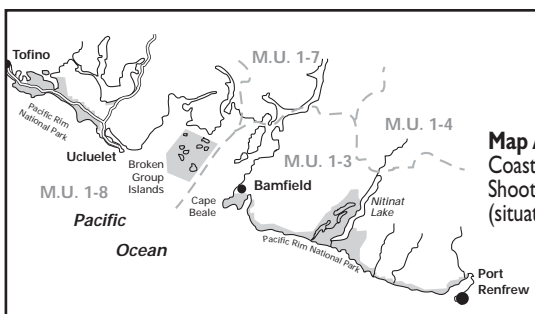 Tofino
M.U. 1-7
Pacific Rim
National Park
M.U. 1-4
Ucluelet
Broken
Group
Islands
M.U. 1-3
M.U. 1-8
Cape
Beale
Bamfield
Nitinat
Lake
Pacific
Ocean
Pacific Rim National Park
Port
Renfrew
Map
Coast
Shoot
(situat